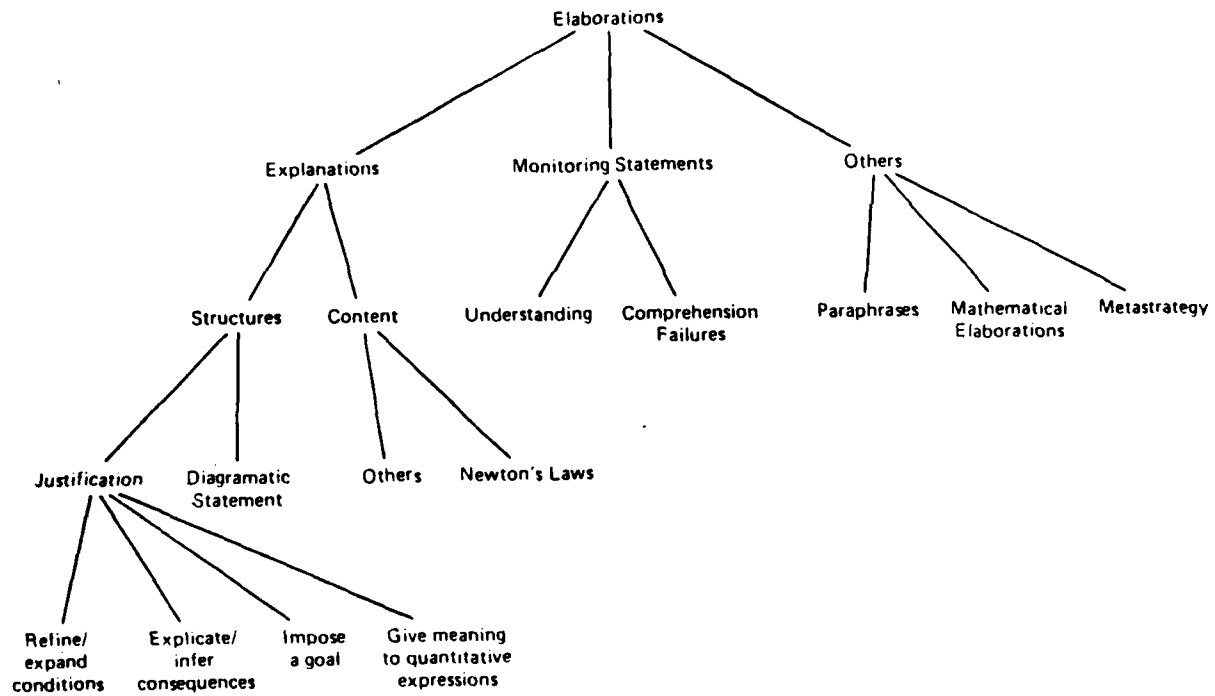 Elaborations
Explanations
Monitoring Statements
Others
Structures
Content
Understanding
Comprehension
Failures
Paraphrases
Mathematical
Elaborations
Metastrategy
Justification
Diagramatic
Statement
Others
Newton's Laws
Refine/
expand
conditions
Explicate/
infer
consequences
Impose
a goal
Give meaning
to quantitative
expressions